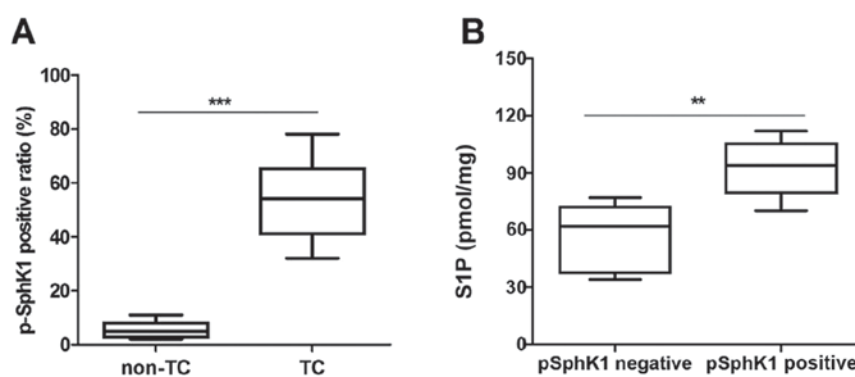 A
p-SphK1 positive ratio (%)
100
80
60
40
20
0
***
non-TC
TC
B
S1P (pmol/mg)
150
120
90
60
30
0
**
pSphK1 negative
pSphK1 positive